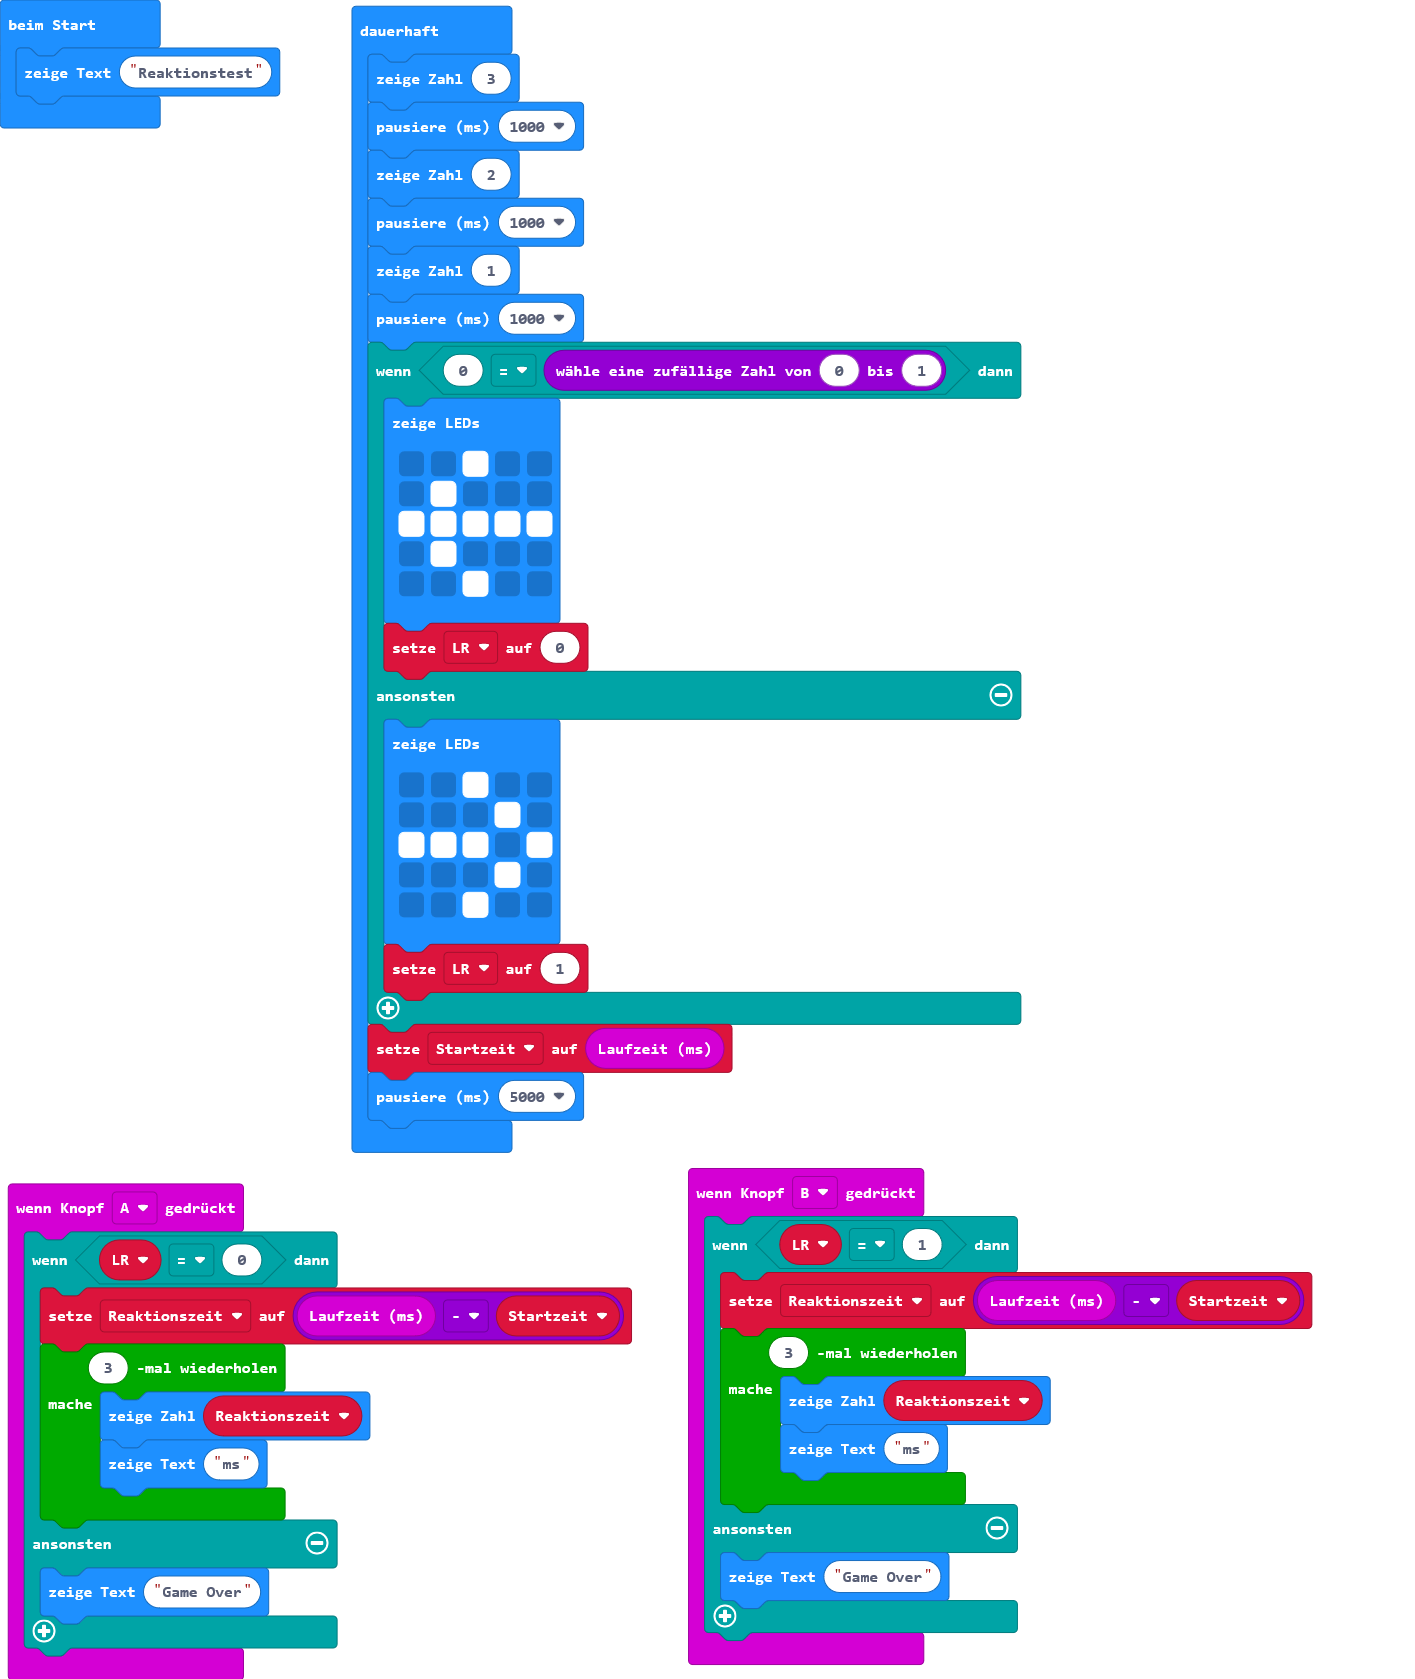 beim Start
zeige Text "Reaktionstest"
dauerhaft
zeige Zahl 3
pausiere (ms) 1000
zeige Zahl 2
pausiere (ms) 1000
zeige Zahl 1
pausiere (ms) 1000
wenn 0 = wähle eine zufällige Zahl von 0 bis 1 dann
zeige LEDs
setze LR auf 0
ansonsten
zeige LEDs
setze LR auf 1
setze Startzeit auf Laufzeit (ms)
pausiere (ms) 5000
wenn Knopf A gedrückt
wenn LR = 0 dann
setze Reaktionszeit auf Laufzeit (ms) - Startzeit
3 -mal wiederholen
mache
zeige Zahl Reaktionszeit
zeige Text "ms"
ansonsten
zeige Text "Game Over"
wenn Knopf B gedrückt
wenn LR = 1 dann
setze Reaktionszeit auf Laufzeit (ms) - Startzeit
3 -mal wiederholen
mache
zeige Zahl Reaktionszeit
zeige Text "ms"
ansonsten
zeige Text "Game Over"